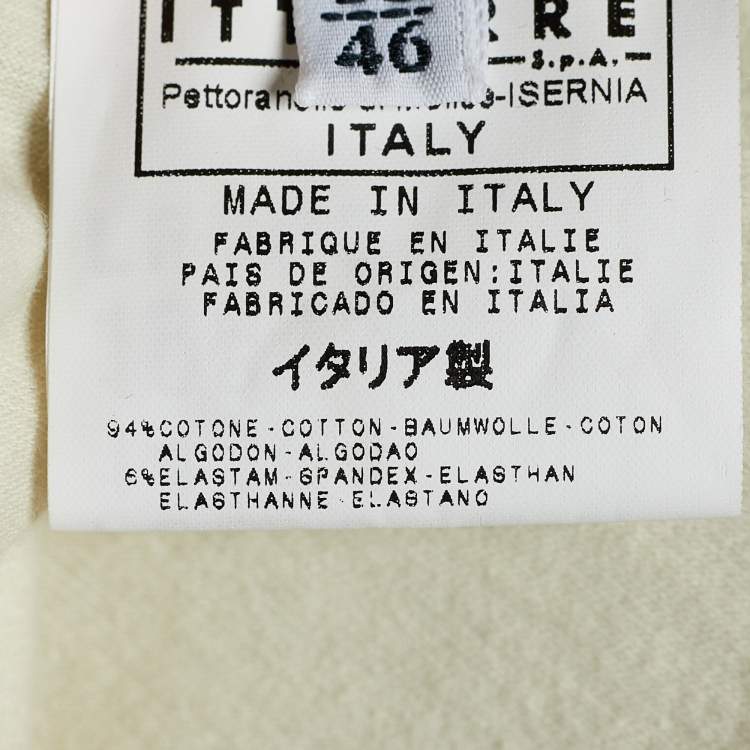 46
S.p.A.
-ISERNIA
ITALY
MADE IN ITALY
FABRIQUE EN ITALIE
PAIS DE ORIGEN:ITALIE
FABRICADO EN ITALIA
イタリア製
94%COTONE-COTTON-BAUMWOLLE-COTON
ALGODON-ALGODAO
6%ELASTAM-SPANDEX-ELASTHAN
ELASTHANNE-ELASTANO